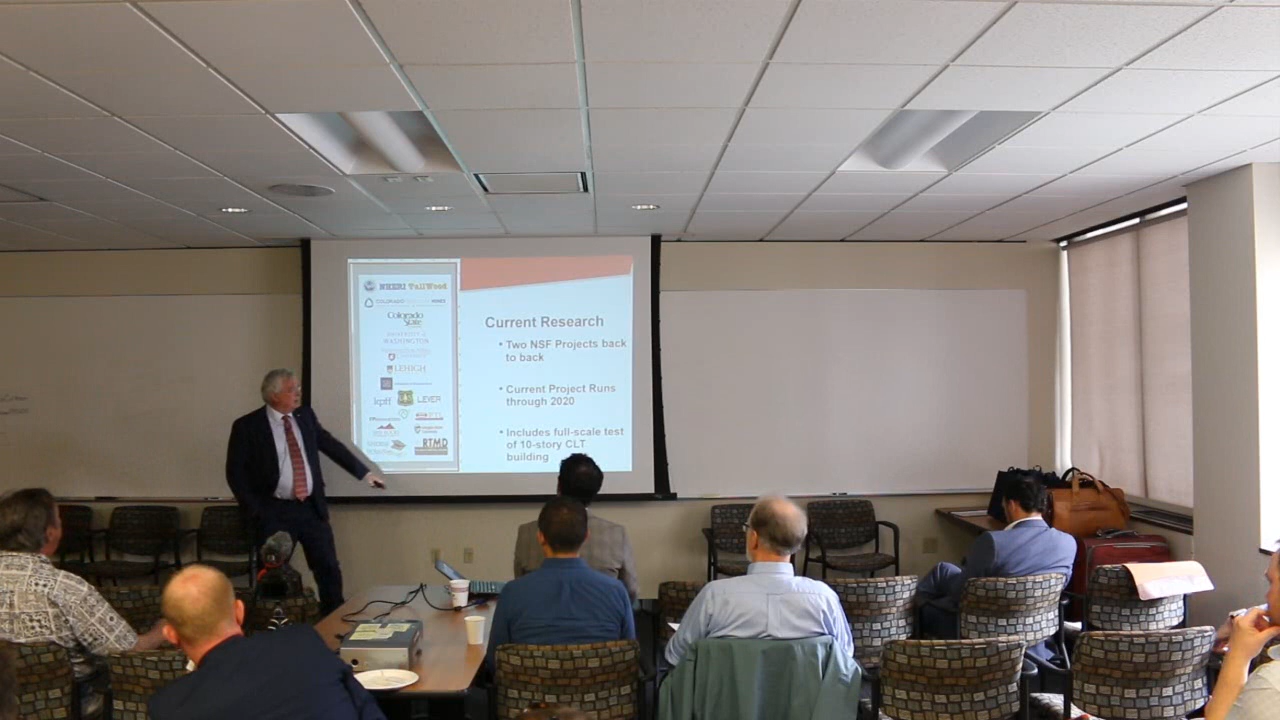 NHERI TallWood
COLORADO SCHOOL OF MINES
Colorado
State
UNIVERSITY of
WASHINGTON
LEHIGH
kpff
LEVER
RTMD
Current Research
• Two NSF Projects back
to back
• Current Project Runs
through 2020
• Includes full-scale test
of 10-story CLT
building